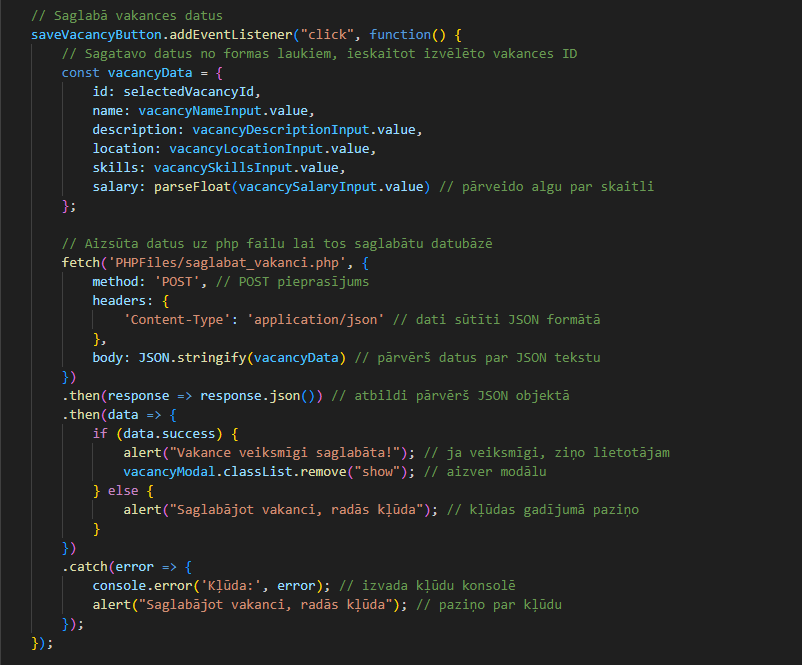 // Saglabā vakances datus
saveVacancyButton.addEventListener("click", function() {
    // Sagatavo datus no formas laukiem, ieskaitot izvēlēto vakances ID
    const vacancyData = {
        id: selectedVacancyId,
        name: vacancyNameInput.value,
        description: vacancyDescriptionInput.value,
        location: vacancyLocationInput.value,
        skills: vacancySkillsInput.value,
        salary: parseFloat(vacancySalaryInput.value) // pārveido algu par skaitli
    };

    // Aizsūta datus uz php failu lai tos saglabātu datubāzē
    fetch('PHPFiles/saglabat_vakanci.php', {
        method: 'POST', // POST pieprasījums
        headers: {
            'Content-Type': 'application/json' // dati sūtīti JSON formātā
        },
        body: JSON.stringify(vacancyData) // pārvērš datus par JSON tekstu
    })
    .then(response => response.json()) // atbildi pārvērš JSON objektā
    .then(data => {
        if (data.success) {
            alert("Vakance veiksmīgi saglabāta!"); // ja veiksmīgi, ziņo lietotājam
            vacancyModal.classList.remove("show"); // aizver modālu
        } else {
            alert("Saglabājot vakanci, radās kļūda"); // kļūdas gadījumā paziņo
        }
    })
    .catch(error => {
        console.error('Kļūda:', error); // izvada kļūdu konsolē
        alert("Saglabājot vakanci, radās kļūda"); // paziņo par kļūdu
    });
});